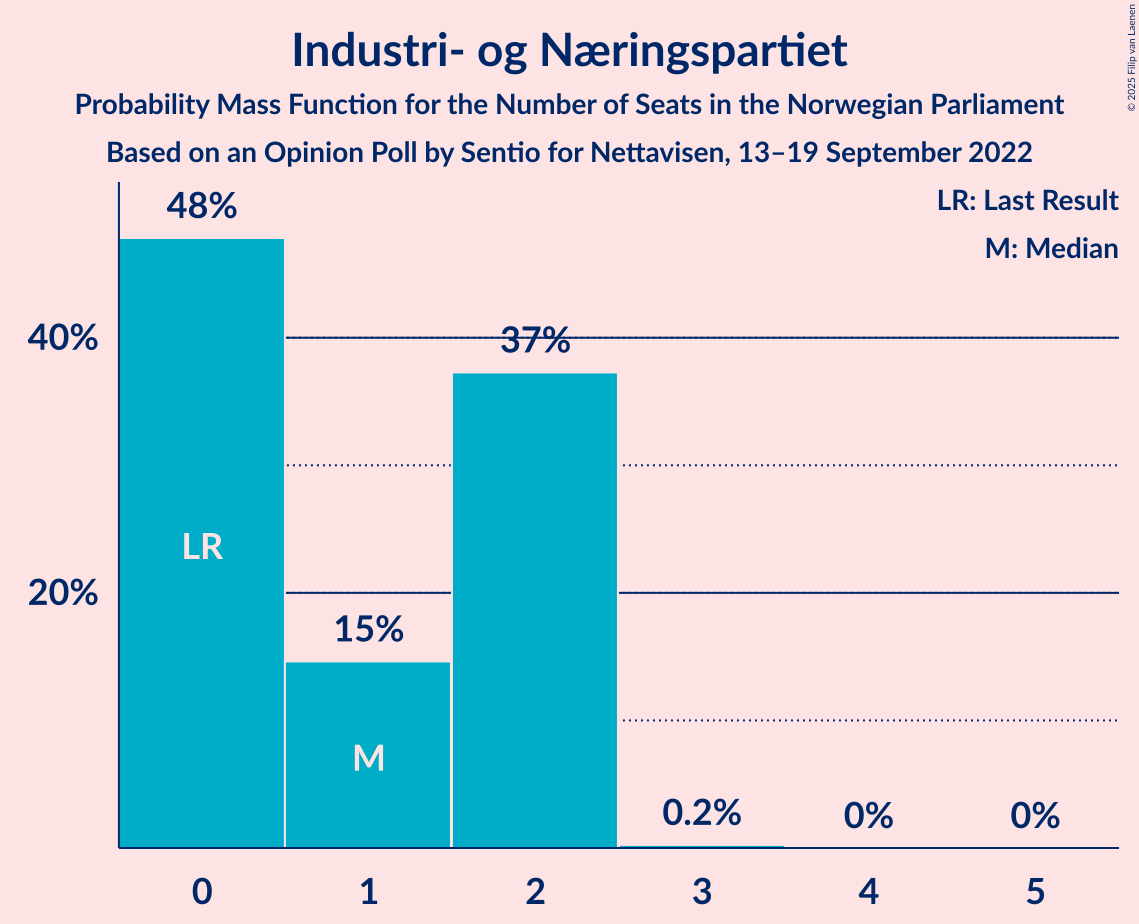 Industri- og Næringspartiet
Probability Mass Function for the Number of Seats in the Norwegian Parliament
Based on an Opinion Poll by Sentio for Nettavisen, 13–19 September 2022
© 2025 Filip van Laenen
LR: Last Result
M: Median
48%
40%
37%
LR
20%
15%
M
0.2%
0%
0%
0 1 2 3 4 5